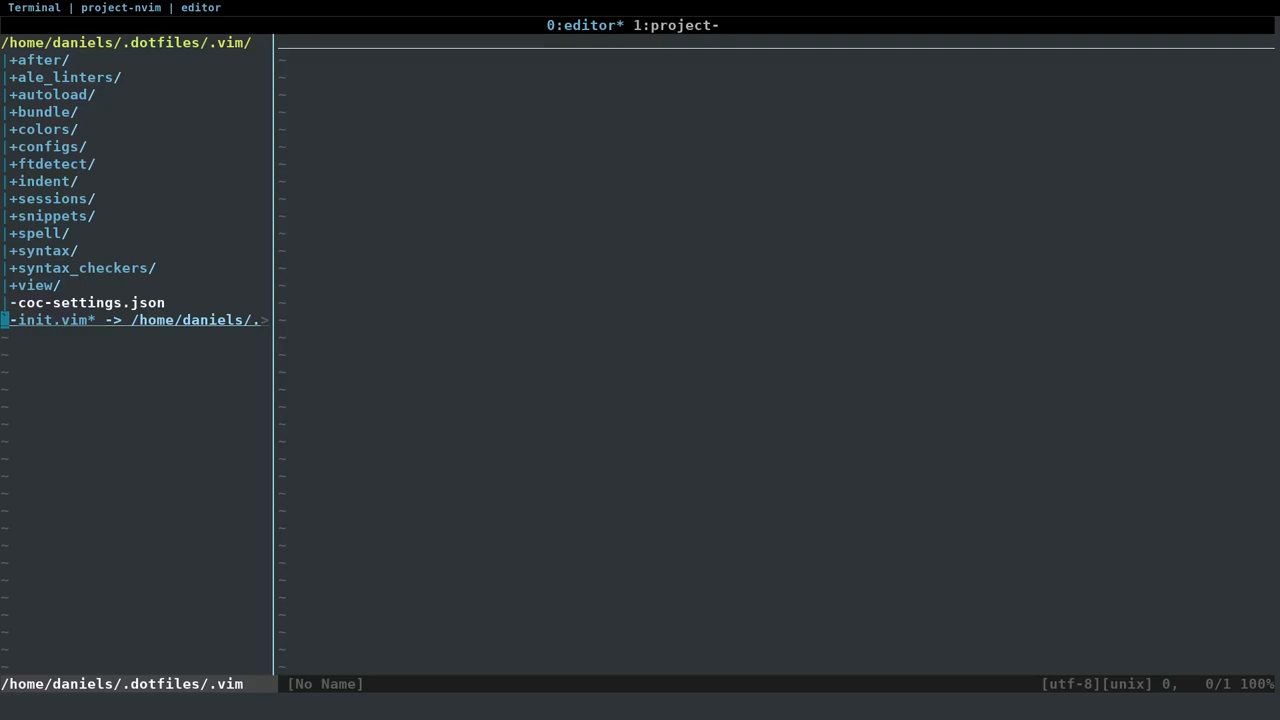 Terminal | project-nvim | editor
0:editor* 1:project-
/home/daniels/.dotfiles/.vim/
|+after/
|+ale_linters/
|+autoload/
|+bundle/
|+colors/
|+configs/
|+ftdetect/
|+indent/
|+sessions/
|+snippets/
|+spell/
|+syntax/
|+syntax_checkers/
|+view/
|-coc-settings.json
`-init.vim* -> /home/daniels/.>
/home/daniels/.dotfiles/.vim [No Name] [utf-8][unix] 0, 0/1 100%